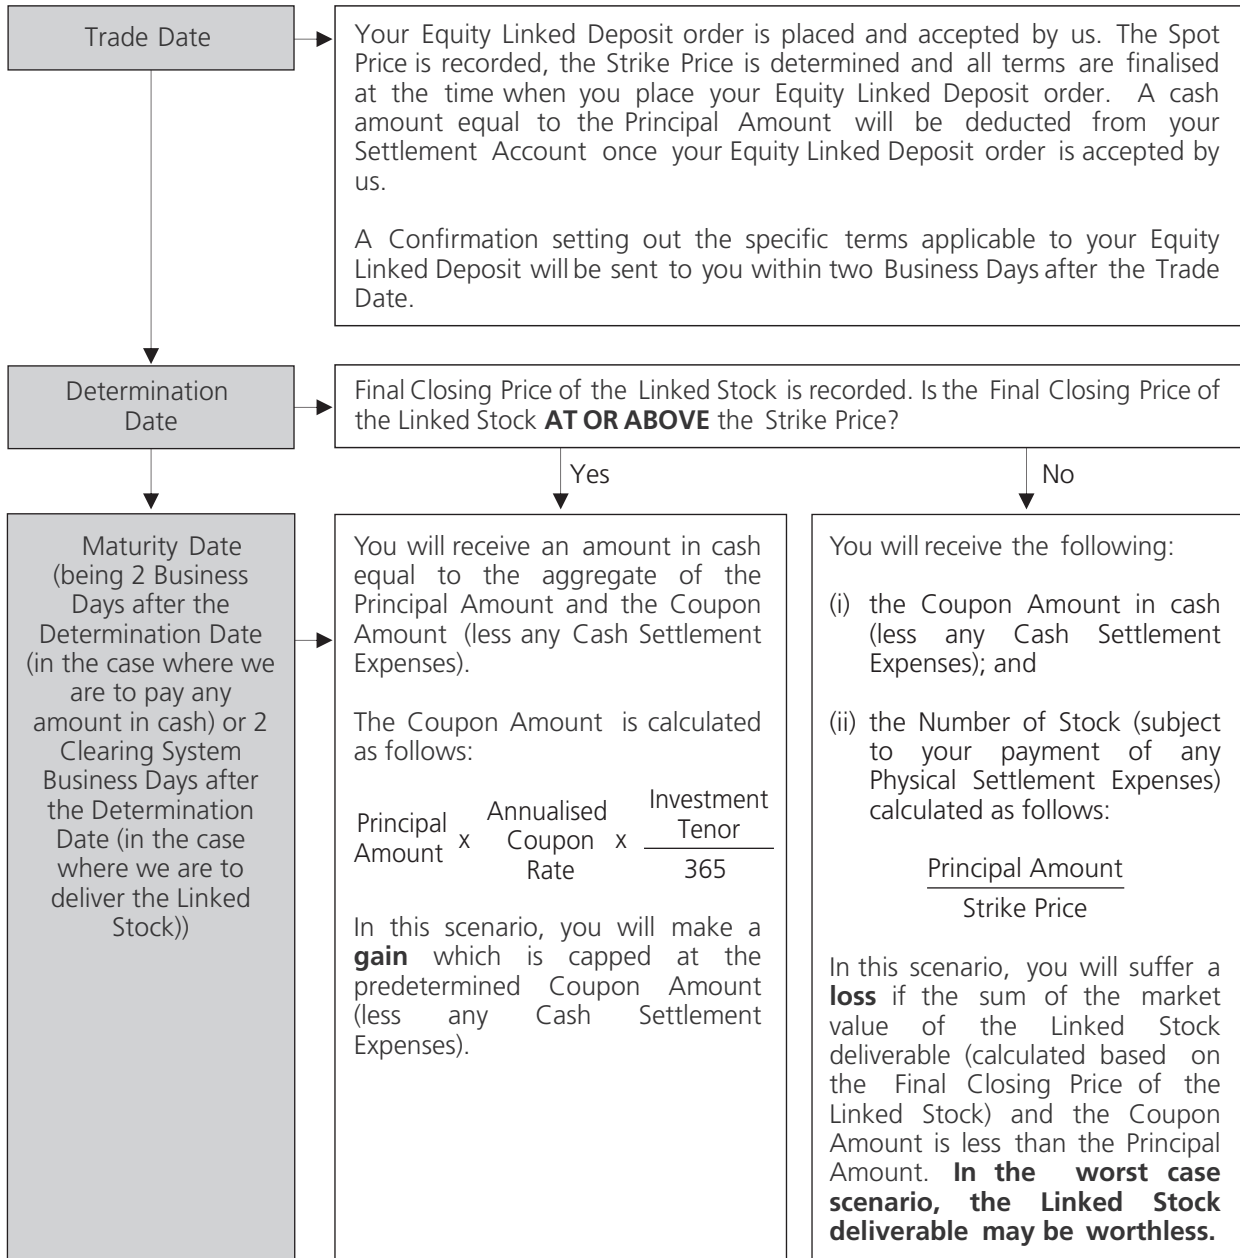 Trade Date
Your Equity Linked Deposit order is placed and accepted by us. The Spot
Price is recorded, the Strike Price is determined and all terms are finalised
at the time when you place your Equity Linked Deposit order. A cash
amount equal to the Principal Amount will be deducted from your
Settlement Account once your Equity Linked Deposit order is accepted by
us.
A Confirmation setting out the specific terms applicable to your Equity
Linked Deposit will be sent to you within two Business Days after the Trade
Date.
Determination
Date
Final Closing Price of the Linked Stock is recorded. Is the Final Closing Price of
the Linked Stock AT OR ABOVE the Strike Price?
Yes
No
Maturity Date
(being 2 Business
Days after the
Determination Date
(in the case where we
are to pay any
amount in cash) or 2
Clearing System
Business Days after
the Determination
Date (in the case
where we are to
deliver the Linked
Stock))
You will receive an amount in cash
equal to the aggregate of the
Principal Amount and the Coupon
Amount (less any Cash Settlement
Expenses).
The Coupon Amount is calculated
as follows:
Principal
Amount
x
Annualised
Coupon
Rate
x
Investment
Tenor
365
In this scenario, you will make a
gain which is capped at the
predetermined Coupon Amount
(less any Cash Settlement
Expenses).
You will receive the following:
(i) the Coupon Amount in cash
(less any Cash Settlement
Expenses); and
(ii) the Number of Stock (subject
to your payment of any
Physical Settlement Expenses)
calculated as follows:
Principal Amount
Strike Price
In this scenario, you will suffer a
loss if the sum of the market
value of the Linked Stock
deliverable (calculated based on
the Final Closing Price of the
Linked Stock) and the Coupon
Amount is less than the Principal
Amount. In the worst case
scenario, the Linked Stock
deliverable may be worthless.